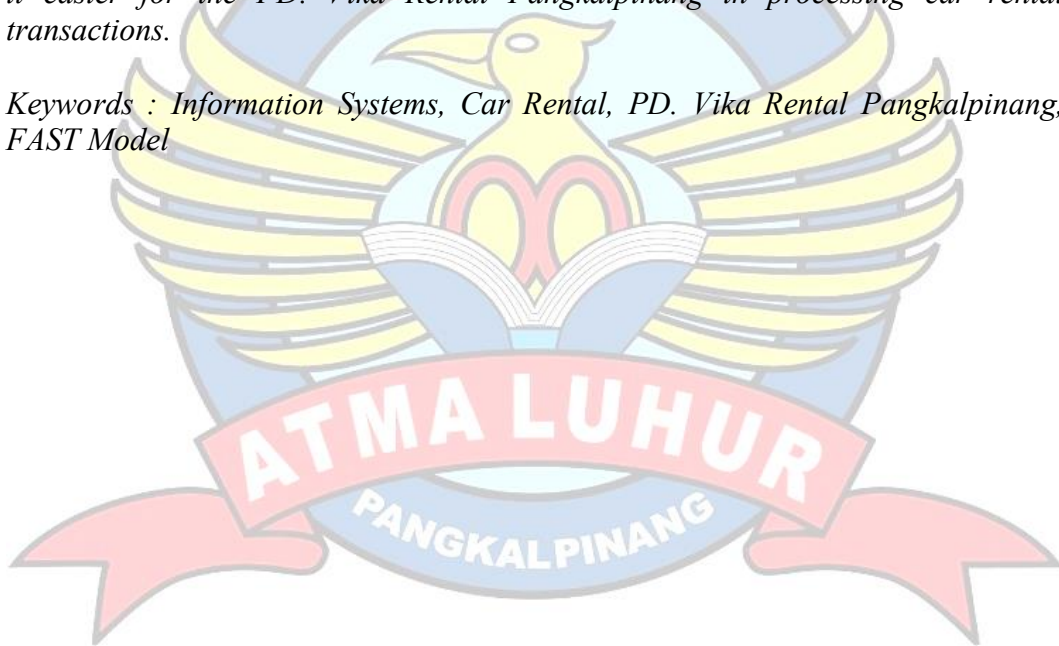 it easier for the PD. Vika Rental Pangkalpinang in processing car rental
transactions.
Keywords : Information Systems, Car Rental, PD. Vika Rental Pangkalpinang,
FAST Model
ATMA LUHUR
PANGKALPINANG